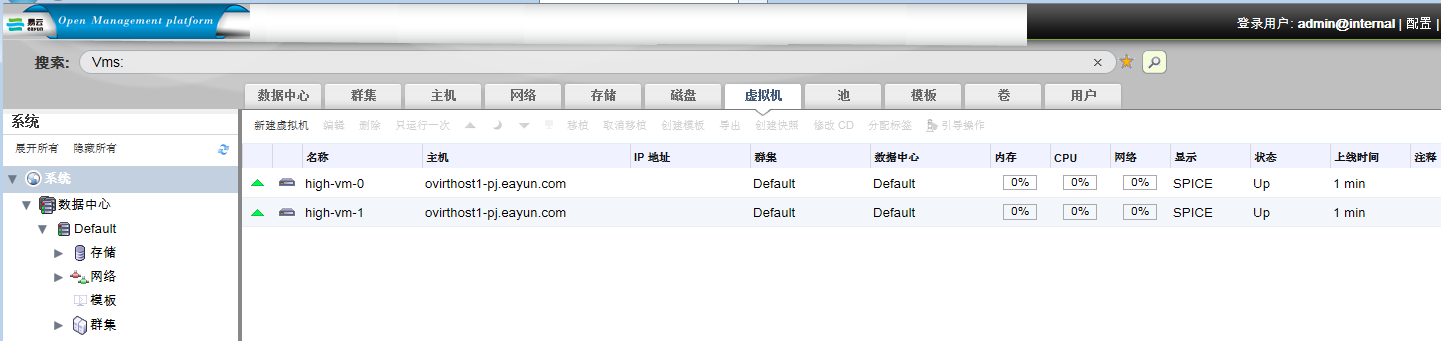 易云
eayun
Open Management platform
登录用户: admin@internal | 配置 |
搜索: Vms:
数据中心 群集 主机 网络 存储 磁盘 虚拟机 池 模板 卷 用户
系统
新建虚拟机 编辑 删除 只运行一次 移植 取消移植 创建模板 导出 创建快照 修改 CD 分配标签 引导操作
展开所有 隐藏所有
名称 主机 IP 地址 群集 数据中心 内存 CPU 网络 显示 状态 上线时间 注释
系统
high-vm-0 ovirthost1-pj.eayun.com Default Default 0% 0% 0% SPICE Up 1 min
数据中心
high-vm-1 ovirthost1-pj.eayun.com Default Default 0% 0% 0% SPICE Up 1 min
Default
存储
网络
模板
群集